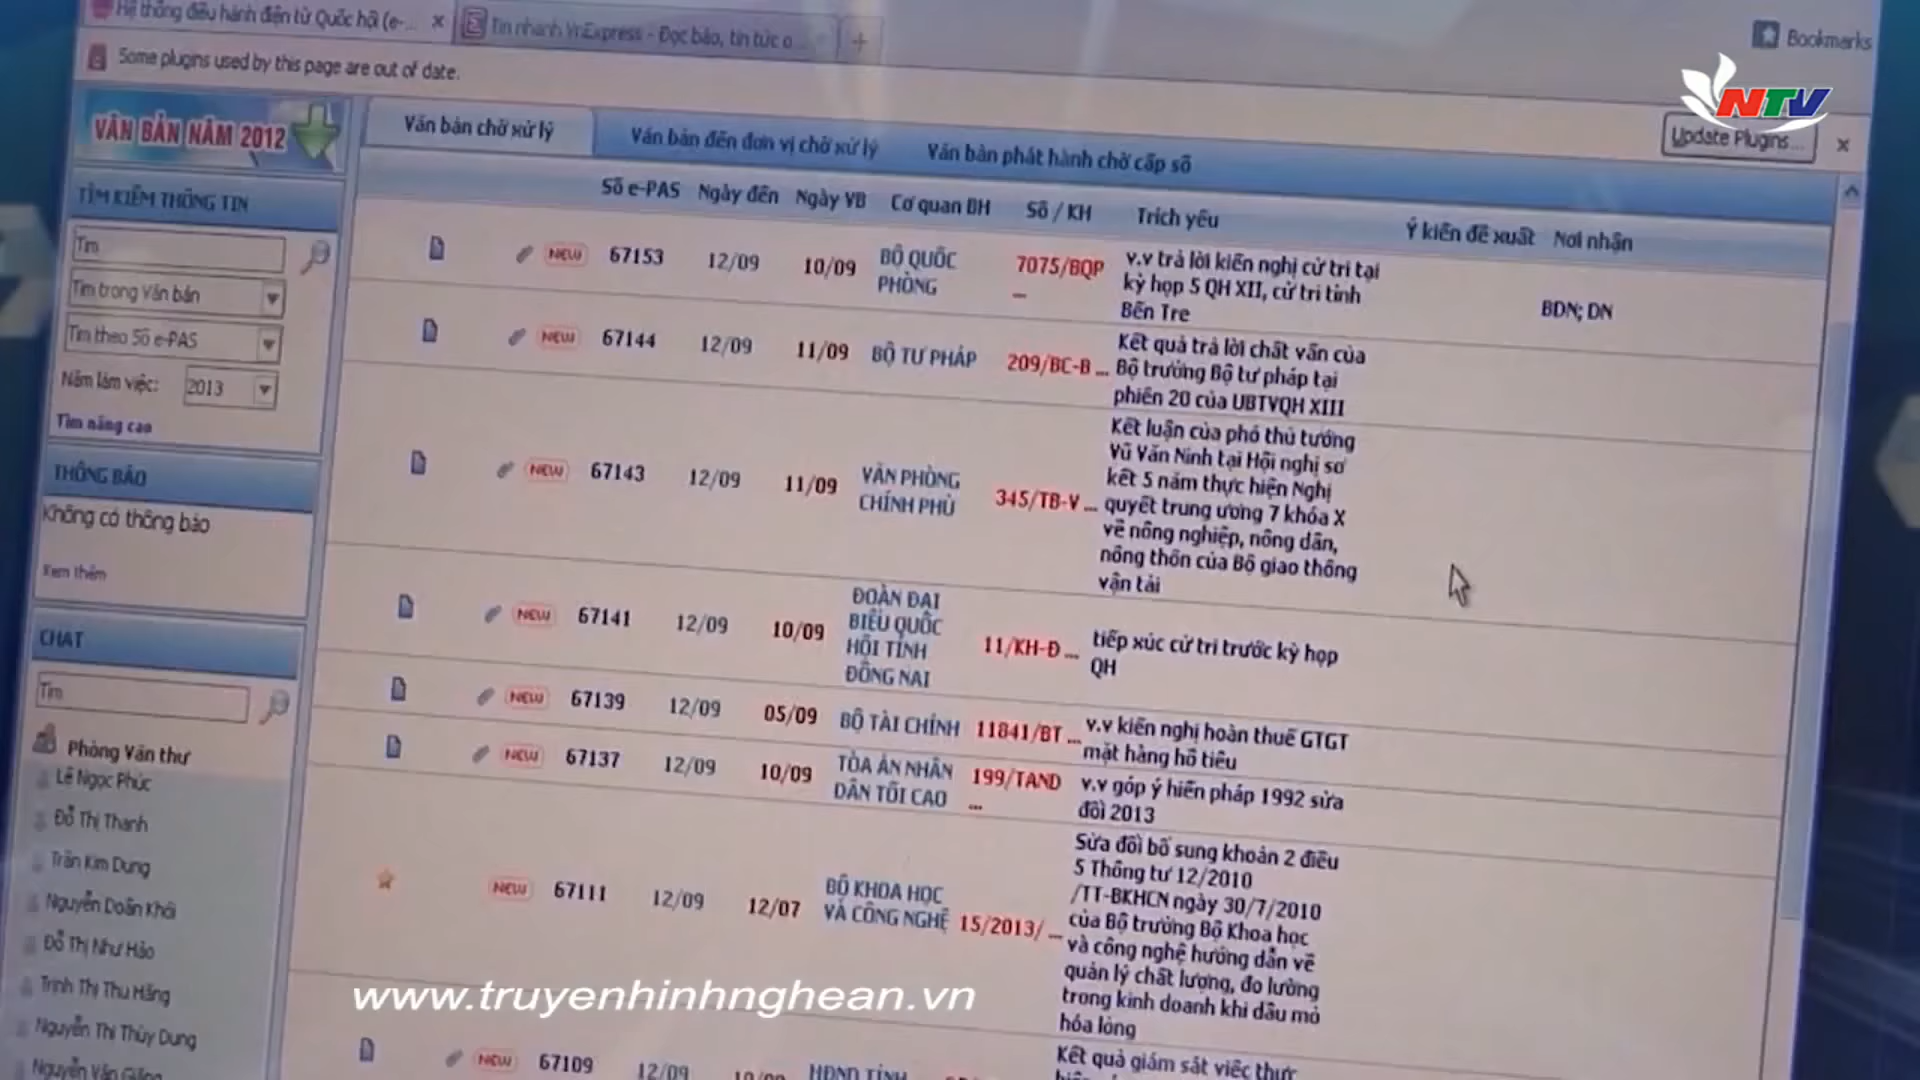 Hệ thống điều hành điện tử Quốc hội (e-...
Tin nhanh VnExpress - Đọc báo, tin tức o...
Bookmarks
Some plugins used by this page are out of date.
Update Plugins...
NTV
VĂN BẢN NĂM 2012
Văn bản chờ xử lý
Văn bản đến đơn vị chờ xử lý
Văn bản phát hành chờ cấp số
TÌM KIẾM THÔNG TIN
Tìm
Tìm trong Văn bản
Tìm theo Số e-PAS
Năm làm việc: 2013
Tìm nâng cao
THÔNG BÁO
Không có thông báo
Xem thêm
CHAT
Tìm
Phòng Văn thư
Lê Ngọc Phúc
Đỗ Thị Thanh
Trần Kim Dung
Nguyễn Doãn Khôi
Đỗ Thị Như Hảo
Trịnh Thị Thu Hằng
Nguyễn Thị Thùy Dung
Nguyễn Văn
Số e-PAS Ngày đến Ngày VB Cơ quan BH Số / KH Trích yếu Ý kiến đề xuất Nơi nhận
NEW 67153 12/09 10/09
BỘ QUỐC
PHÒNG
7075/BQP
...
v.v trả lời kiến nghị cử tri tại
kỳ họp 5 QH XII, cử tri tỉnh
Bến Tre
BDN; DN
NEW 67144 12/09 11/09 BỘ TƯ PHÁP 209/BC-B ...
Kết quả trả lời chất vấn của
Bộ trưởng Bộ tư pháp tại
phiên 20 của UBTVQH XIII
NEW 67143 12/09 11/09
VĂN PHÒNG
CHÍNH PHỦ
345/TB-V ...
Kết luận của phó thủ tướng
Vũ Văn Ninh tại Hội nghị sơ
kết 5 năm thực hiện Nghị
quyết trung ương 7 khóa X
về nông nghiệp, nông dân,
nông thôn của Bộ giao thông
vận tải
NEW 67141 12/09 10/09
ĐOÀN ĐẠI
BIỂU QUỐC
HỘI TỈNH
ĐỒNG NAI
11/KH-Đ ...
tiếp xúc cử tri trước kỳ họp
QH
NEW 67139 12/09 05/09 BỘ TÀI CHÍNH 11841/BT ...
v.v kiến nghị hoàn thuế GTGT
mặt hàng hồ tiêu
NEW 67137 12/09 10/09
TÒA ÁN NHÂN
DÂN TỐI CAO
199/TAND
...
v.v góp ý hiến pháp 1992 sửa
đổi 2013
NEW 67111 12/09 12/07
BỘ KHOA HỌC
VÀ CÔNG NGHỆ
15/2013/ ...
Sửa đổi bổ sung khoản 2 điều
5 Thông tư 12/2010
/TT-BKHCN ngày 30/7/2010
của Bộ trưởng Bộ Khoa học
và công nghệ hướng dẫn về
quản lý chất lượng, đo lường
trong kinh doanh khí dầu mỏ
hóa lỏng
NEW 67109 12/09 HĐND TỈNH
Kết quả giám sát việc thực
www.truyenhinhnghean.vn